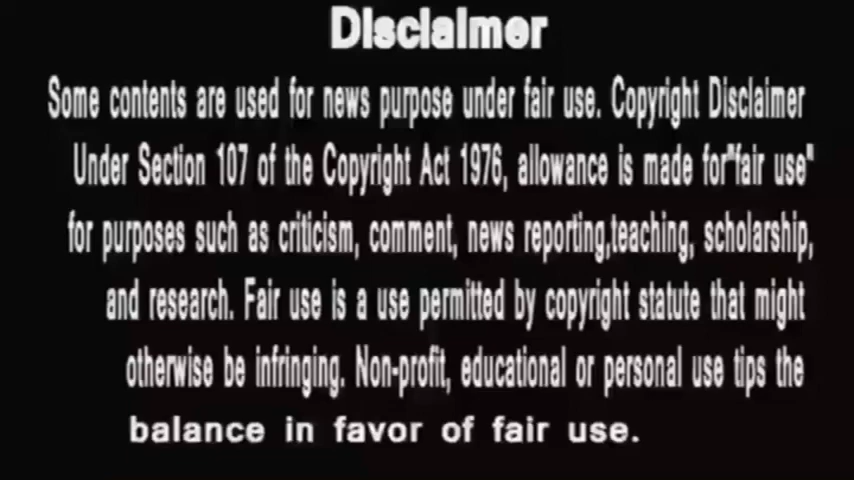 Disclaimer
Some contents are used for news purpose under fair use. Copyright Disclaimer
Under Section 107 of the Copyright Act 1976, allowance is made for"fair use"
for purposes such as criticism, comment, news reporting,teaching, scholarship,
and research. Fair use is a use permitted by copyright statute that might
otherwise be infringing. Non-profit, educational or personal use tips the
balance in favor of fair use.